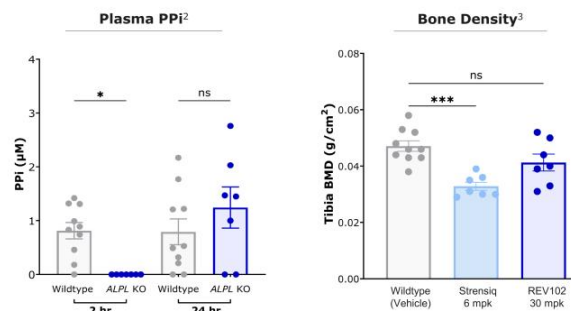 Plasma PPi²
Bone Density³
4
3
2
1
0
PPi (µM)
*
ns
Wildtype ALPL KO Wildtype ALPL KO
2 hr 24 hr
0.08
0.06
0.04
0.02
0.00
Tibia BMD (g/cm²)
ns
***
Wildtype (Vehicle)
Strensiq 6 mpk
REV102 30 mpk